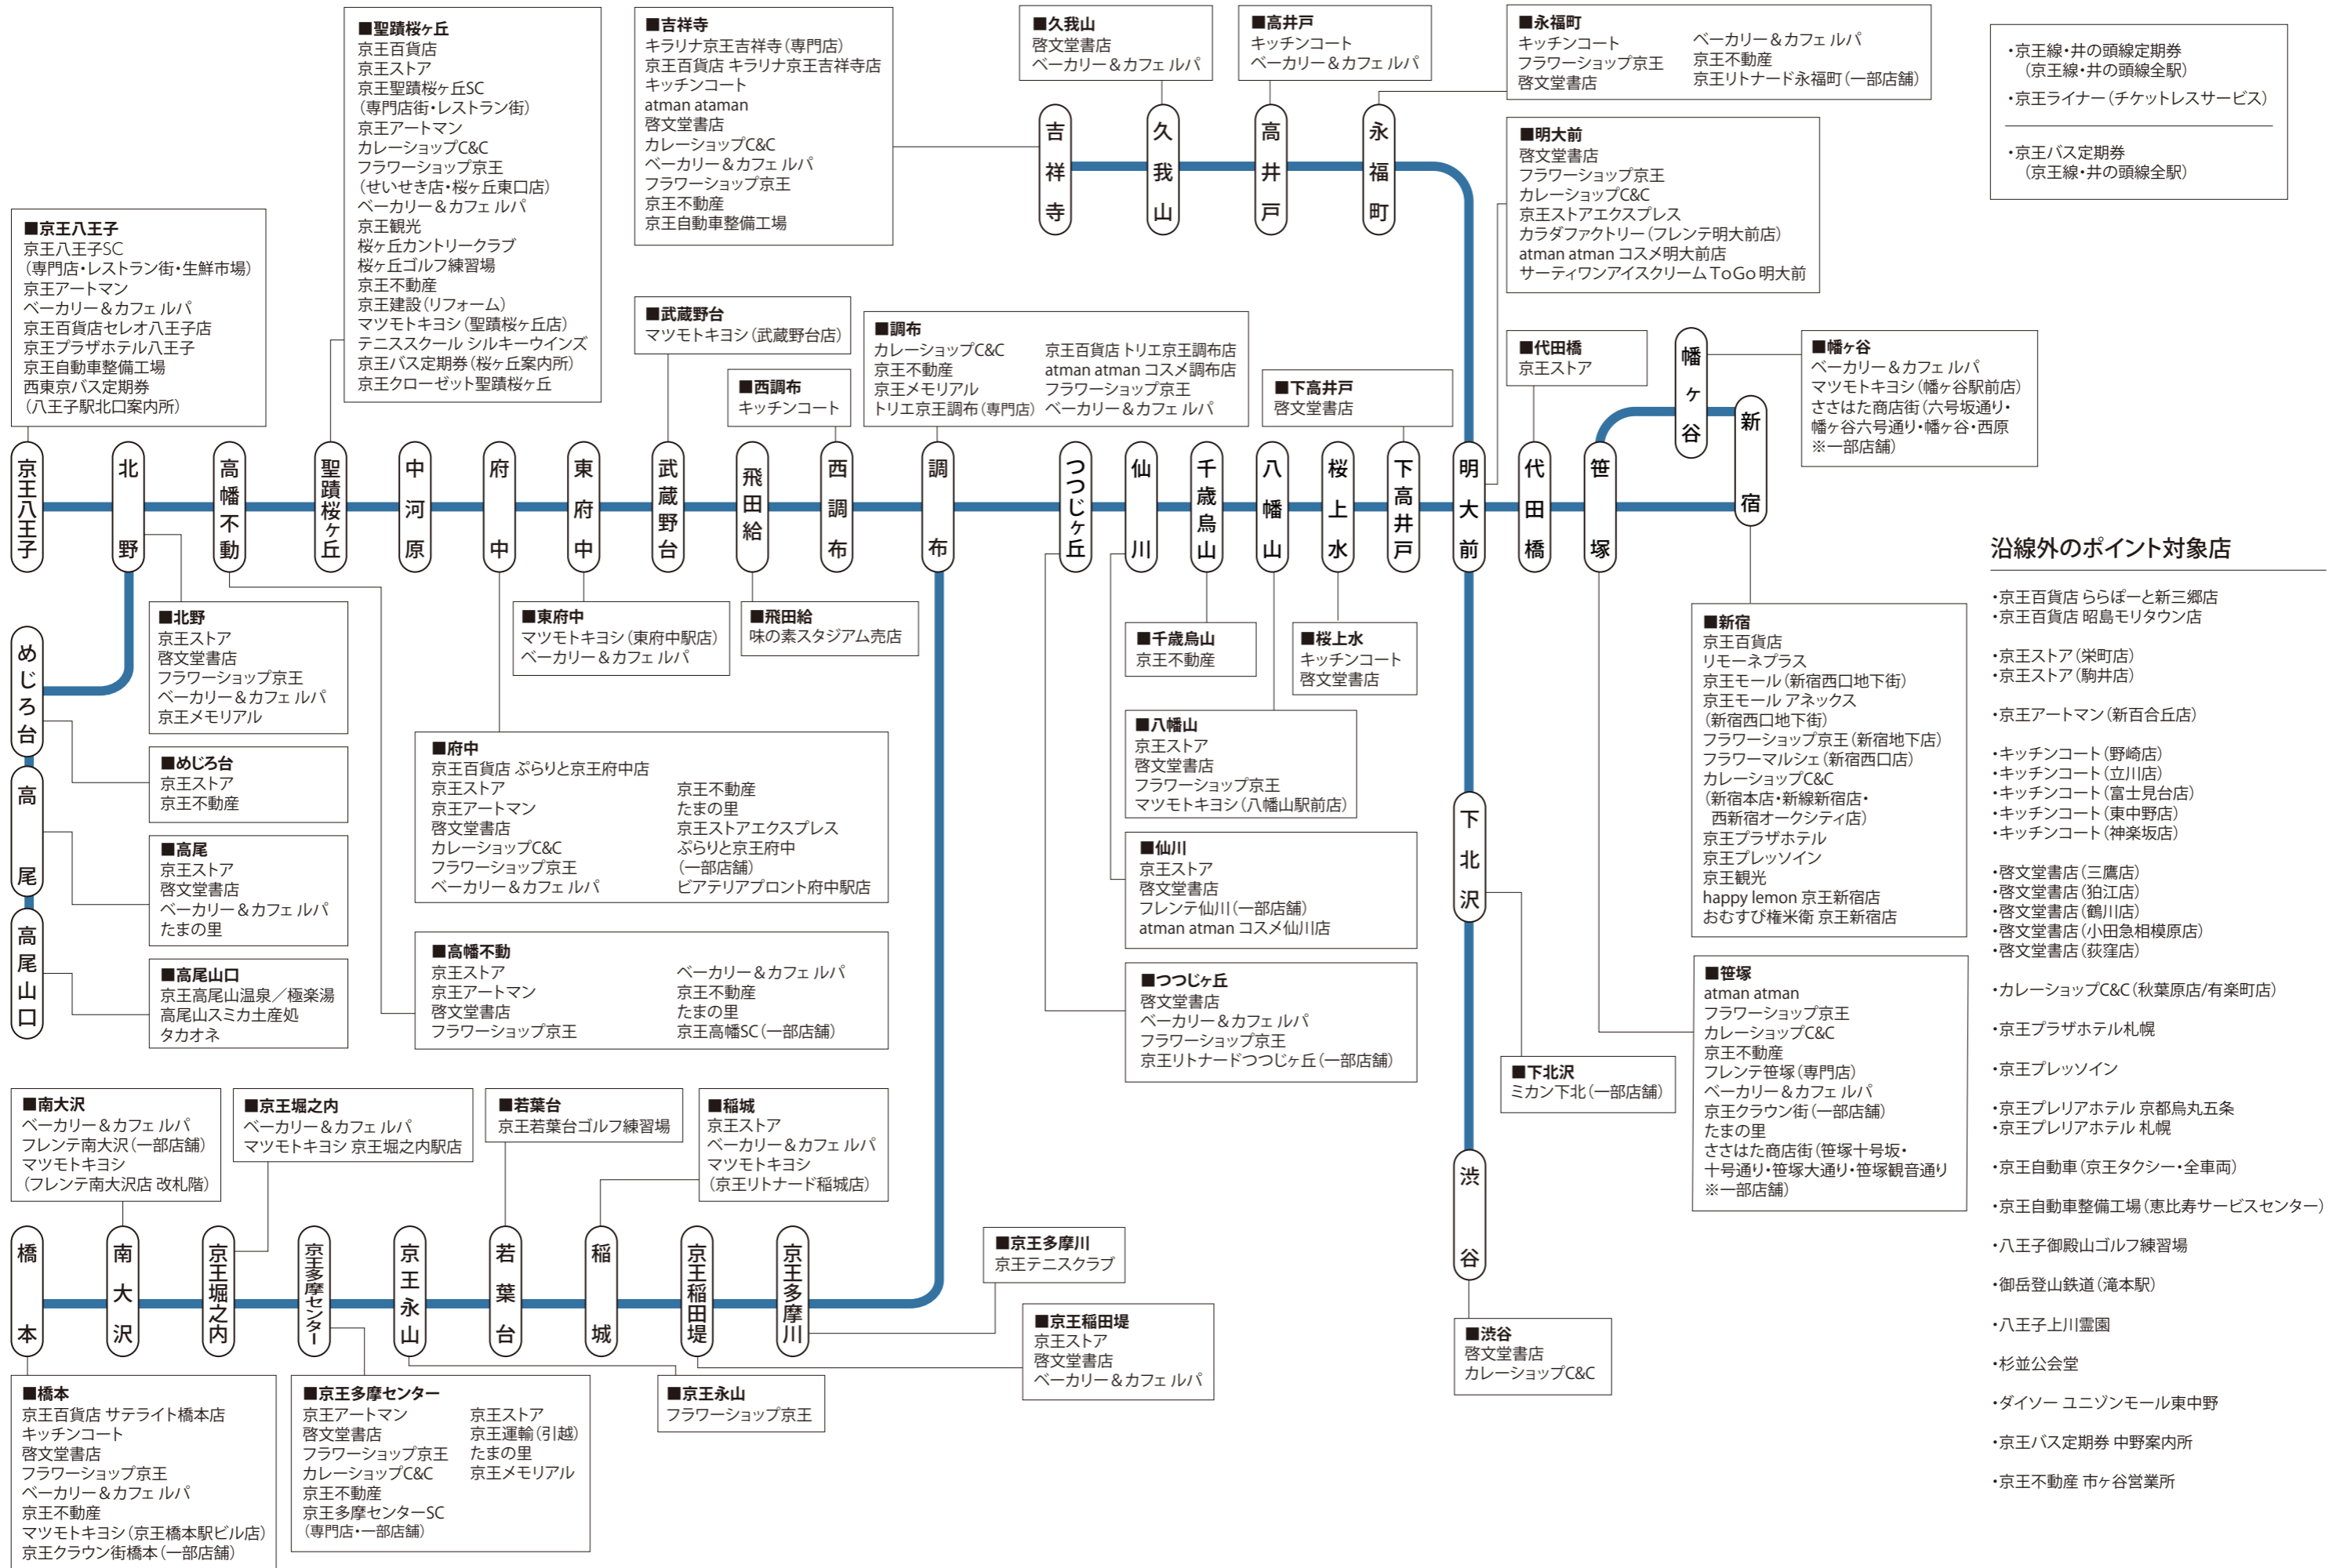 ■聖蹟桜ヶ丘
京王百貨店
京王ストア
京王聖蹟桜ヶ丘SC
(専門店街・レストラン街)
京王アートマン
カレーショップC&C
フラワーショップ京王
(せいせき店・桜ヶ丘東口店)
ベーカリー&カフェ ルパ
京王観光
桜ヶ丘カントリークラブ
桜ヶ丘ゴルフ練習場
京王不動産
京王建設(リフォーム)
マツモトキヨシ(聖蹟桜ヶ丘店)
テニススクール シルキーウインズ
京王バス定期券(桜ヶ丘案内所)
京王クローゼット聖蹟桜ヶ丘
■吉祥寺
キラリナ京王吉祥寺(専門店)
京王百貨店 キラリナ京王吉祥寺店
キッチンコート
atman ataman
啓文堂書店
カレーショップC&C
ベーカリー&カフェ ルパ
フラワーショップ京王
京王不動産
京王自動車整備工場
■久我山
啓文堂書店
ベーカリー&カフェ ルパ
■高井戸
キッチンコート
ベーカリー&カフェ ルパ
■永福町
キッチンコート
フラワーショップ京王
啓文堂書店
ベーカリー&カフェ ルパ
京王不動産
京王リトナード永福町(一部店舗)
・京王線・井の頭線定期券
(京王線・井の頭線全駅)
・京王ライナー(チケットレスサービス)
・京王バス定期券
(京王線・井の頭線全駅)
吉祥寺
久我山
高井戸
永福町
■明大前
啓文堂書店
フラワーショップ京王
カレーショップC&C
京王ストアエクスプレス
カラダファクトリー(フレンテ明大前店)
atman atman コスメ明大前店
サーティワンアイスクリーム ToGo 明大前
■京王八王子
京王八王子SC
(専門店・レストラン街・生鮮市場)
京王アートマン
ベーカリー&カフェ ルパ
京王百貨店セレオ八王子店
京王プラザホテル八王子
京王自動車整備工場
西東京バス定期券
(八王子駅北口案内所)
■武蔵野台
マツモトキヨシ(武蔵野台店)
■西調布
キッチンコート
■調布
カレーショップC&C
京王不動産
京王メモリアル
トリエ京王調布(専門店)
京王百貨店 トリエ京王調布店
atman atman コスメ調布店
フラワーショップ京王
ベーカリー&カフェ ルパ
■下高井戸
啓文堂書店
■代田橋
京王ストア
幡ヶ谷
■幡ヶ谷
ベーカリー&カフェ ルパ
マツモトキヨシ(幡ヶ谷駅前店)
ささはた商店街(六号坂通り・
幡ヶ谷六号通り・幡ヶ谷・西原
※一部店舗)
京王八王子
北野
高幡不動
聖蹟桜ヶ丘
中河原
府中
東府中
武蔵野台
飛田給
西調布
調布
つつじヶ丘
仙川
千歳烏山
八幡山
桜上水
下高井戸
明大前
代田橋
笹塚
新宿
■北野
京王ストア
啓文堂書店
フラワーショップ京王
ベーカリー&カフェ ルパ
京王メモリアル
■東府中
マツモトキヨシ(東府中駅店)
ベーカリー&カフェ ルパ
■飛田給
味の素スタジアム売店
■千歳烏山
京王不動産
■桜上水
キッチンコート
啓文堂書店
■新宿
京王百貨店
リモーネプラス
京王モール(新宿西口地下街)
京王モール アネックス
(新宿西口地下街)
フラワーショップ京王(新宿地下店)
フラワーマルシェ(新宿西口店)
カレーショップC&C
(新宿本店・新線新宿店・
西新宿オークシティ店)
京王プラザホテル
京王プレッソイン
京王観光
happy lemon 京王新宿店
おむすび権米衛 京王新宿店
めじろ台
高尾
高尾山口
■めじろ台
京王ストア
京王不動産
■高尾
京王ストア
啓文堂書店
ベーカリー&カフェ ルパ
たまの里
■高尾山口
京王高尾山温泉/極楽湯
高尾山スミカ土産処
タカオネ
■府中
京王百貨店 ぷらりと京王府中店
京王ストア
京王アートマン
啓文堂書店
カレーショップC&C
フラワーショップ京王
ベーカリー&カフェ ルパ
京王不動産
たまの里
京王ストアエクスプレス
ぷらりと京王府中
(一部店舗)
ビアテリアプロント府中駅店
■高幡不動
京王ストア
京王アートマン
啓文堂書店
フラワーショップ京王
ベーカリー&カフェ ルパ
京王不動産
たまの里
京王高幡SC(一部店舗)
■八幡山
京王ストア
啓文堂書店
フラワーショップ京王
マツモトキヨシ(八幡山駅前店)
■仙川
京王ストア
啓文堂書店
フレンテ仙川(一部店舗)
atman atman コスメ仙川店
■つつじヶ丘
啓文堂書店
ベーカリー&カフェ ルパ
フラワーショップ京王
京王リトナードつつじヶ丘(一部店舗)
下北沢
■下北沢
ミカン下北(一部店舗)
■笹塚
atman atman
フラワーショップ京王
カレーショップC&C
京王不動産
フレンテ笹塚(専門店)
ベーカリー&カフェ ルパ
京王クラウン街(一部店舗)
たまの里
ささはた商店街(笹塚十号坂・
十号通り・笹塚大通り・笹塚観音通り
※一部店舗)
渋谷
■渋谷
啓文堂書店
カレーショップC&C
■南大沢
ベーカリー&カフェ ルパ
フレンテ南大沢(一部店舗)
マツモトキヨシ
(フレンテ南大沢店 改札階)
■京王堀之内
ベーカリー&カフェ ルパ
マツモトキヨシ 京王堀之内駅店
■若葉台
京王若葉台ゴルフ練習場
■稲城
京王ストア
ベーカリー&カフェ ルパ
マツモトキヨシ
(京王リトナード稲城店)
橋本
南大沢
京王堀之内
京王多摩センター
京王永山
若葉台
稲城
京王稲田堤
京王多摩川
■京王多摩川
京王テニスクラブ
■京王稲田堤
京王ストア
啓文堂書店
ベーカリー&カフェ ルパ
■橋本
京王百貨店 サテライト橋本店
キッチンコート
啓文堂書店
フラワーショップ京王
ベーカリー&カフェ ルパ
京王不動産
マツモトキヨシ(京王橋本駅ビル店)
京王クラウン街橋本(一部店舗)
■京王多摩センター
京王アートマン
啓文堂書店
フラワーショップ京王
カレーショップC&C
京王不動産
京王多摩センターSC
(専門店・一部店舗)
京王ストア
京王運輸(引越)
たまの里
京王メモリアル
■京王永山
フラワーショップ京王
沿線外のポイント対象店
・京王百貨店 ららぽーと新三郷店
・京王百貨店 昭島モリタウン店
・京王ストア(栄町店)
・京王ストア(駒井店)
・京王アートマン(新百合丘店)
・キッチンコート(野崎店)
・キッチンコート(立川店)
・キッチンコート(富士見台店)
・キッチンコート(東中野店)
・キッチンコート(神楽坂店)
・啓文堂書店(三鷹店)
・啓文堂書店(狛江店)
・啓文堂書店(鶴川店)
・啓文堂書店(小田急相模原店)
・啓文堂書店(荻窪店)
・カレーショップC&C(秋葉原店/有楽町店)
・京王プラザホテル札幌
・京王プレッソイン
・京王プレリアホテル 京都烏丸五条
・京王プレリアホテル 札幌
・京王自動車(京王タクシー・全車両)
・京王自動車整備工場(恵比寿サービスセンター)
・八王子御殿山ゴルフ練習場
・御岳登山鉄道(滝本駅)
・八王子上川霊園
・杉並公会堂
・ダイソー ユニゾンモール東中野
・京王バス定期券 中野案内所
・京王不動産 市ヶ谷営業所